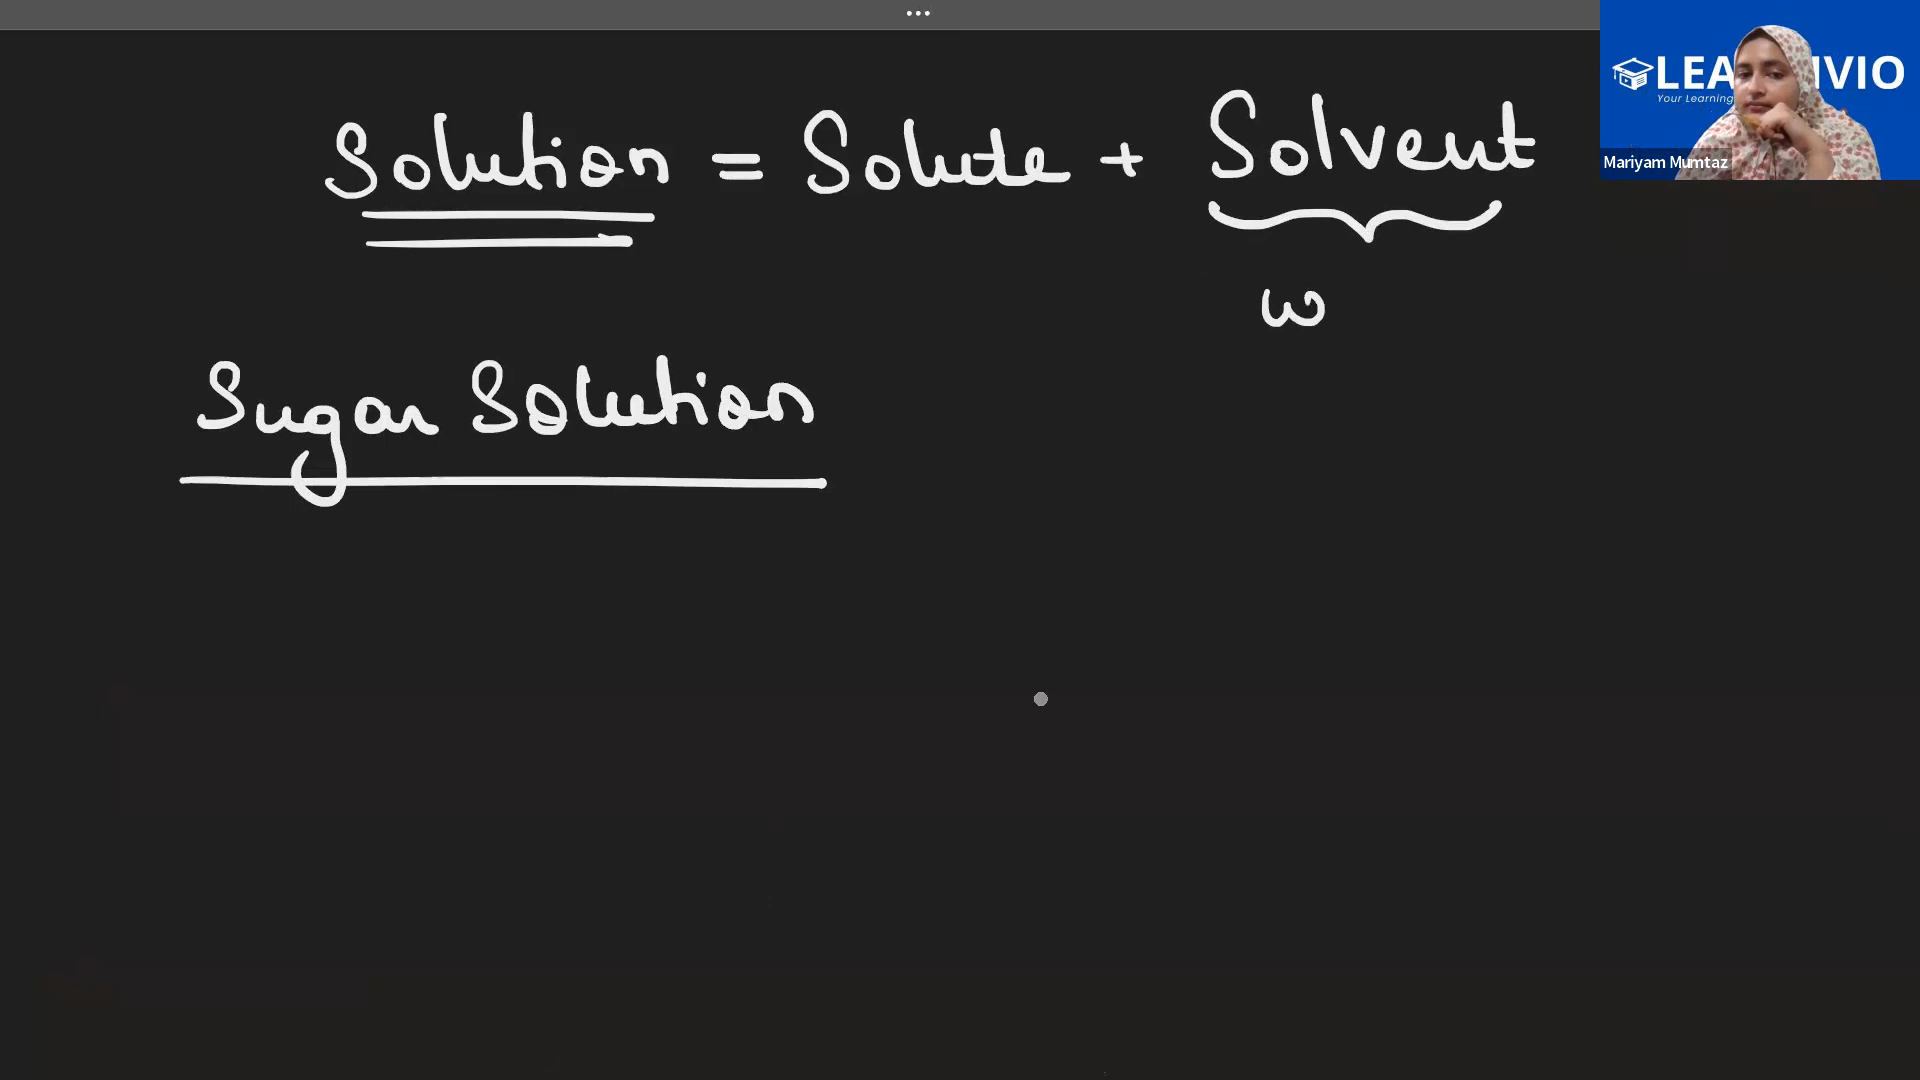 Solution = Solute + Solvent
w
Sugar Solution
LEA IVIO
Your Learning
Mariyam Mumtaz